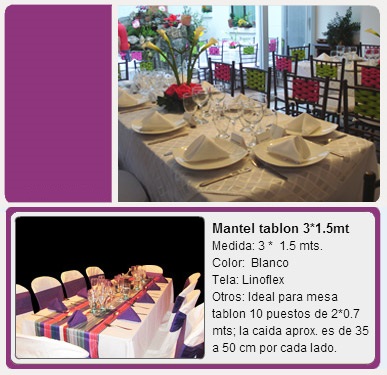 Mantel tablon 3*1.5mt
Medida: 3 *  1.5 mts.
Color:  Blanco
Tela: Linoflex
Otros: Ideal para mesa
tablon 10 puestos de 2*0.7
mts; la caida aprox. es de 35
a 50 cm por cada lado.